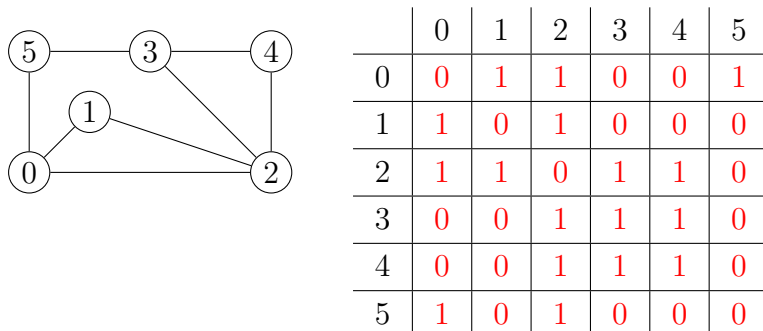 5 3 4
1
0 2
0 1 2 3 4 5
0 0 1 1 0 0 1
1 1 0 1 0 0 0
2 1 1 0 1 1 0
3 0 0 1 1 1 0
4 0 0 1 1 1 0
5 1 0 1 0 0 0